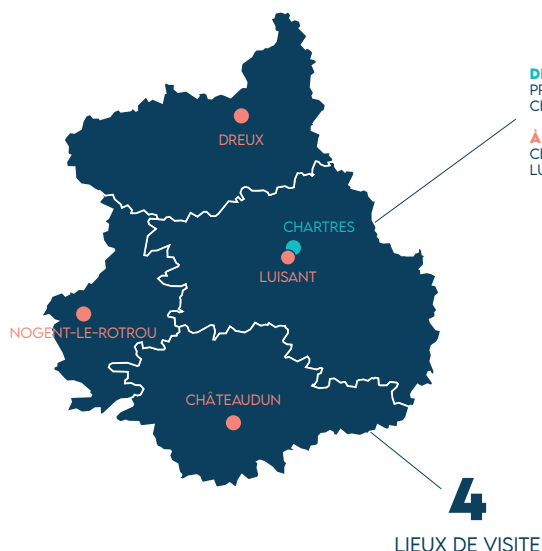 DREUX
CHARTRES
LUISANT
NOGENT-LE-ROTROU
CHÂTEAUDUN
À
4
LIEUX DE VISITE